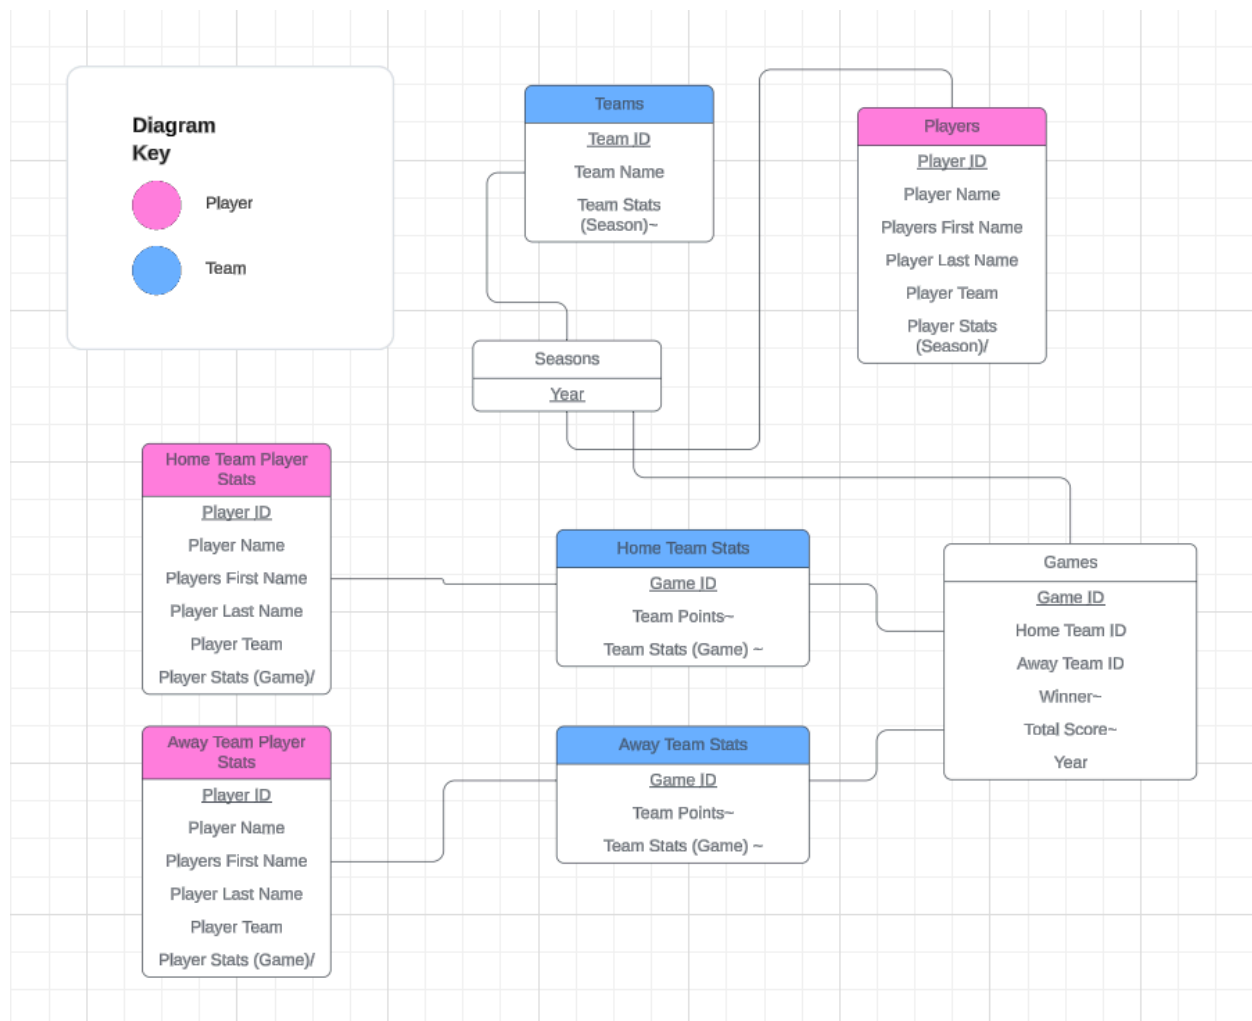 Diagram
Key
Player
Team
Teams
Team ID
Team Name
Team Stats
(Season)~
Players
Player ID
Player Name
Players First Name
Player Last Name
Player Team
Player Stats
(Season)/
Seasons
Year
Home Team Player
Stats
Player ID
Player Name
Players First Name
Player Last Name
Player Team
Player Stats (Game)/
Home Team Stats
Game ID
Team Points~
Team Stats (Game) ~
Games
Game ID
Home Team ID
Away Team ID
Winner~
Total Score~
Year
Away Team Player
Stats
Player ID
Player Name
Players First Name
Player Last Name
Player Team
Player Stats (Game)/
Away Team Stats
Game ID
Team Points~
Team Stats (Game) ~